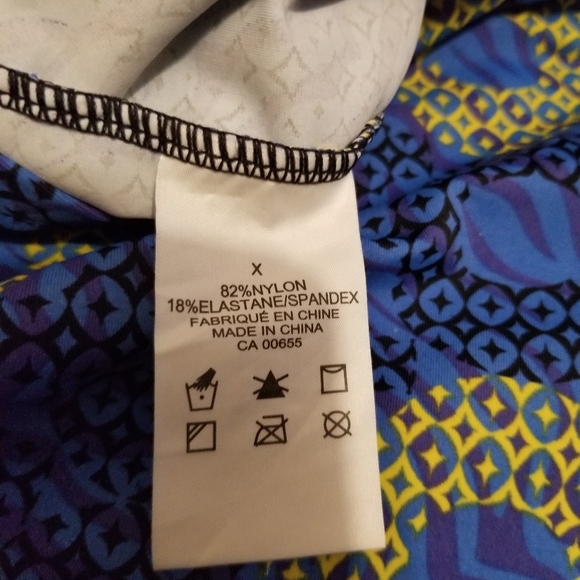 X
82%NYLON
18%ELASTANE/SPANDEX
FABRIQUÉ EN CHINE
MADE IN CHINA
CA 00655